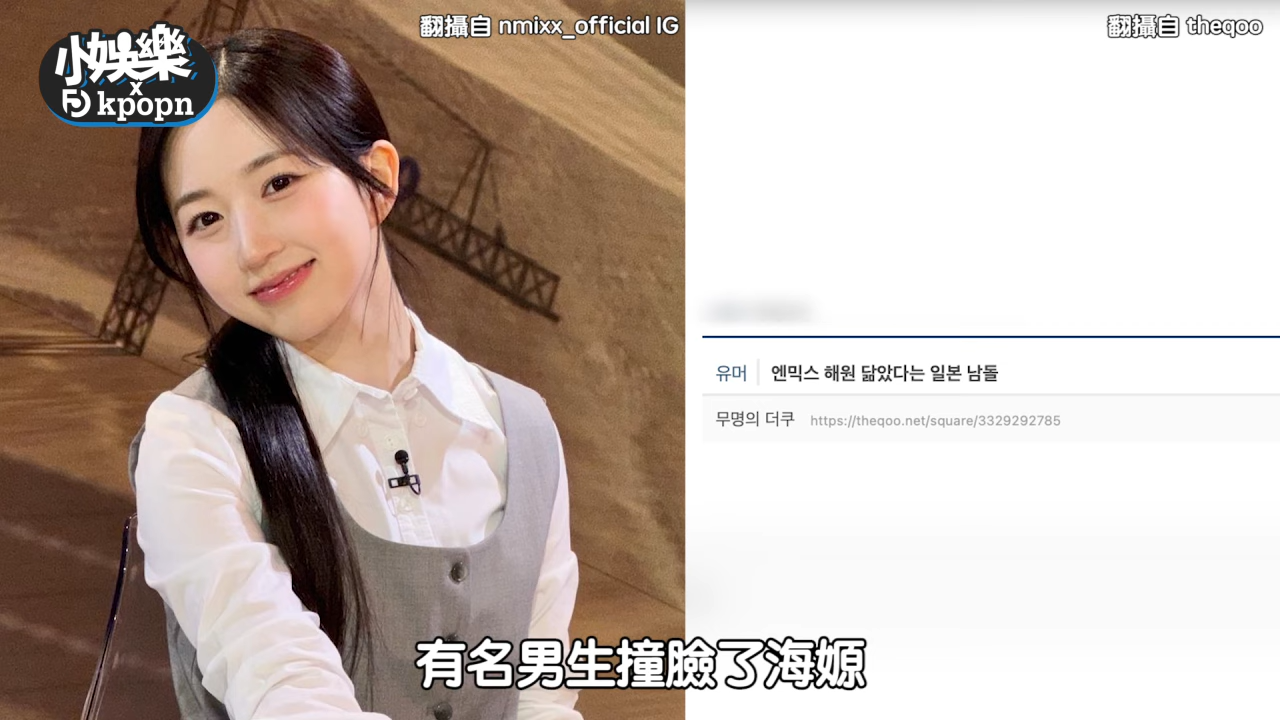 小娛樂
x
kpopn
翻攝自 nmixx_official IG
翻攝自 theqoo
유머 엔믹스 해원 닮았다는 일본 남돌
무명의 더쿠 https://theqoo.net/square/3329292785
有名男生撞臉了海嫄